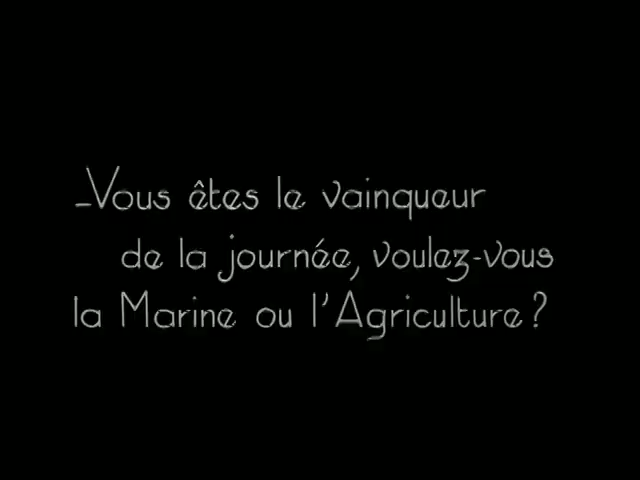 –Vous êtes le vainqueur
de la journée, voulez-vous
la Marine ou l'Agriculture ?